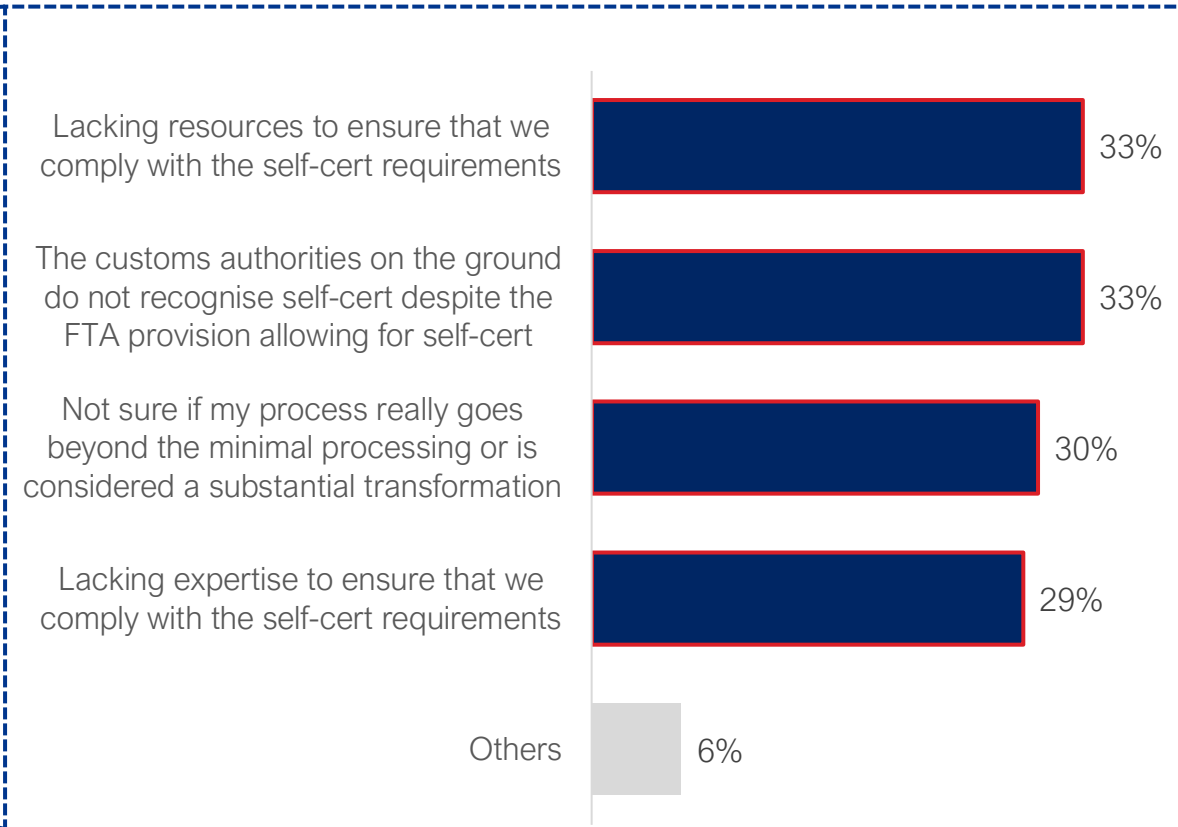 Lacking resources to ensure that we
comply with the self-cert requirements
33%
The customs authorities on the ground
do not recognise self-cert despite the
FTA provision allowing for self-cert
33%
Not sure if my process really goes
beyond the minimal processing or is
considered a substantial transformation
30%
Lacking expertise to ensure that we
comply with the self-cert requirements
29%
Others
6%